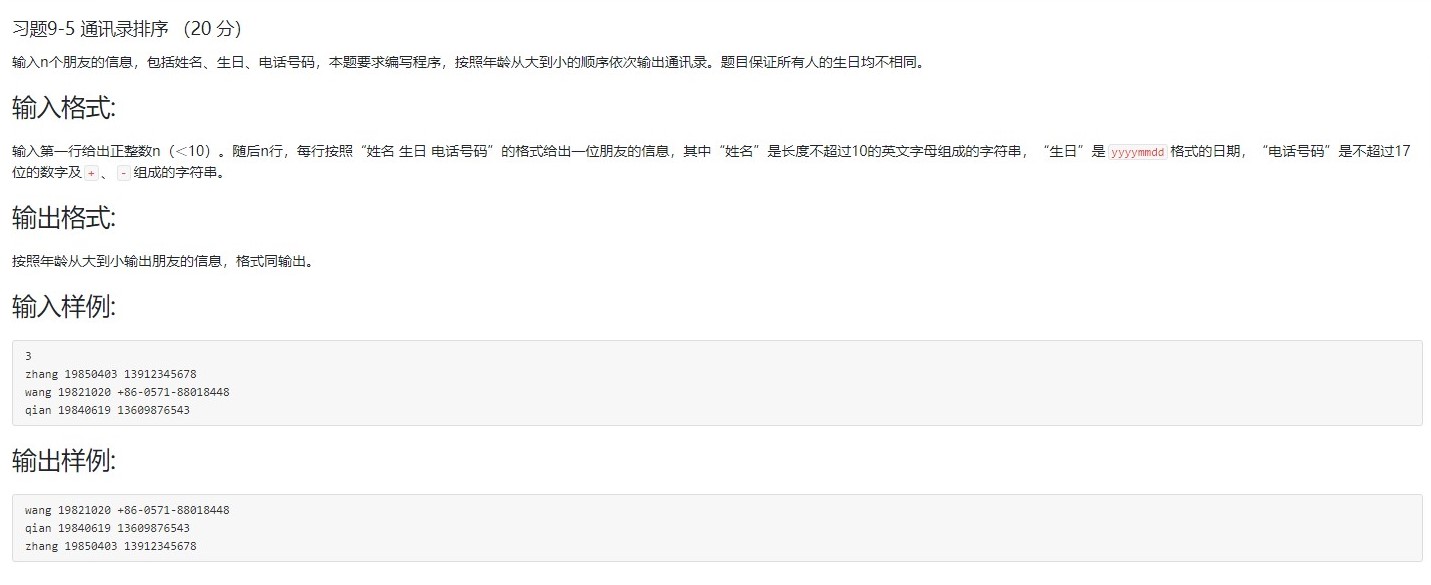 习题9-5 通讯录排序 （20 分）
输入n个朋友的信息，包括姓名、生日、电话号码，本题要求编写程序，按照年龄从大到小的顺序依次输出通讯录。题目保证所有人的生日均不相同。
输入格式:
输入第一行给出正整数n（<10）。随后n行，每行按照“姓名 生日 电话号码”的格式给出一位朋友的信息，其中“姓名”是长度不超过10的英文字母组成的字符串，“生日”是yyyymmdd格式的日期，“电话号码”是不超过17
位的数字及+、-组成的字符串。
输出格式:
按照年龄从大到小输出朋友的信息，格式同输出。
输入样例:
3
zhang 19850403 13912345678
wang 19821020 +86-0571-88018448
qian 19840619 13609876543
输出样例:
wang 19821020 +86-0571-88018448
qian 19840619 13609876543
zhang 19850403 13912345678